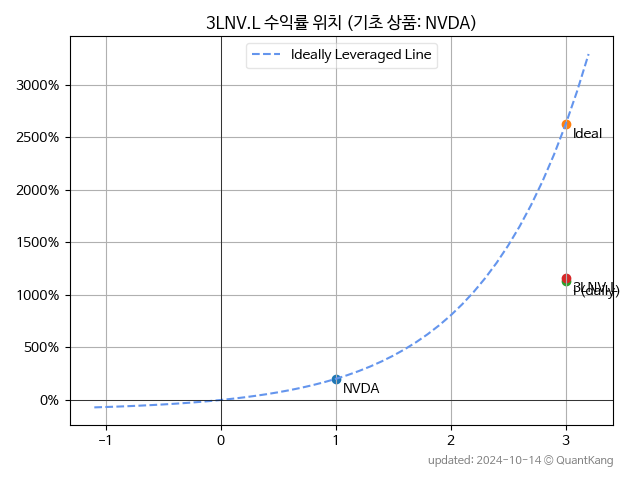 3LNV.L 수익률 위치 (기초 상품: NVDA)
Ideally Leveraged Line
3000%
2500%
2000%
1500%
1000%
500%
0%
Ideal
3LNV.L
P(daily)
NVDA
−1
0
1
2
3
updated: 2024-10-14 © QuantKang